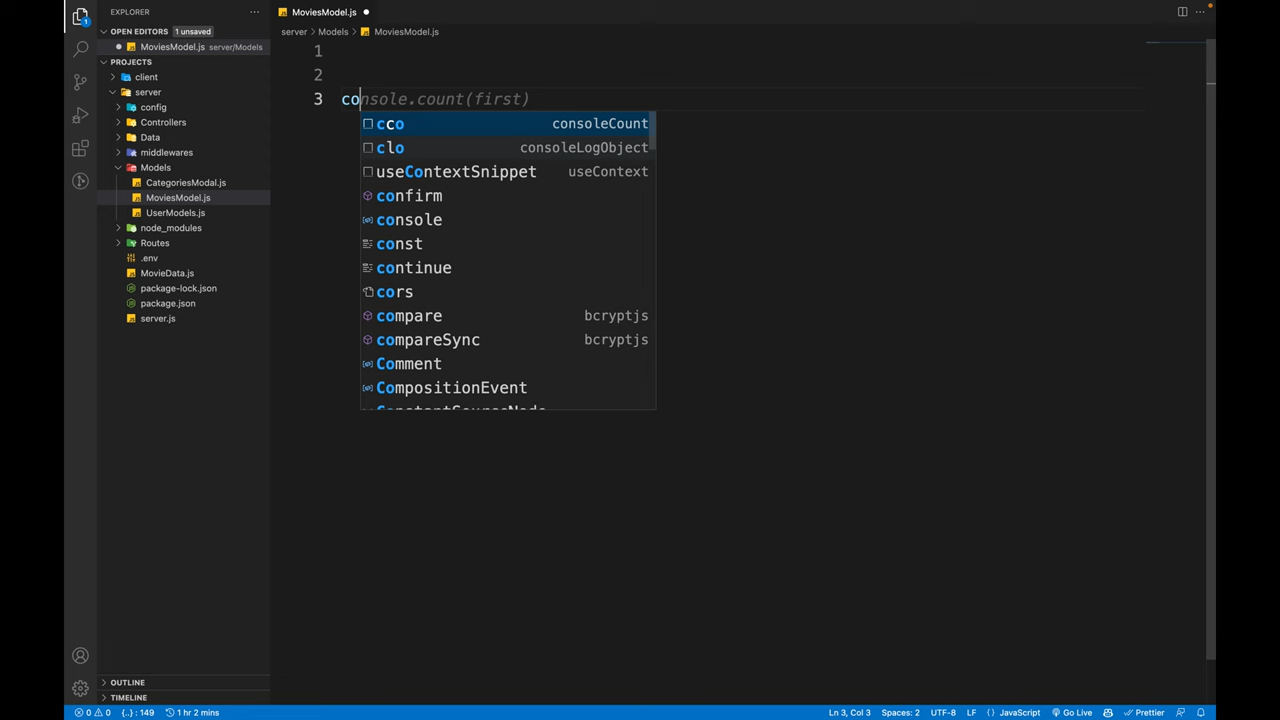 EXPLORER
OPEN EDITORS 1 unsaved
MoviesModel.js server/Models
PROJECTS
client
server
config
Controllers
Data
middlewares
Models
CategoriesModal.js
MoviesModel.js
UserModels.js
node_modules
Routes
.env
MovieData.js
package-lock.json
package.json
server.js
OUTLINE
TIMELINE
1
MoviesModel.js
server > Models > MoviesModel.js
1
2
3 console.count(first)
cco consoleCount
clo consoleLogObject
useContextSnippet useContext
confirm
console
const
continue
cors
compare bcryptjs
compareSync bcryptjs
Comment
CompositionEvent
ConstantSourceNode
0 0 {..} : 149 1 hr 2 mins Ln 3, Col 3 Spaces: 2 UTF-8 LF {} JavaScript Go Live Prettier